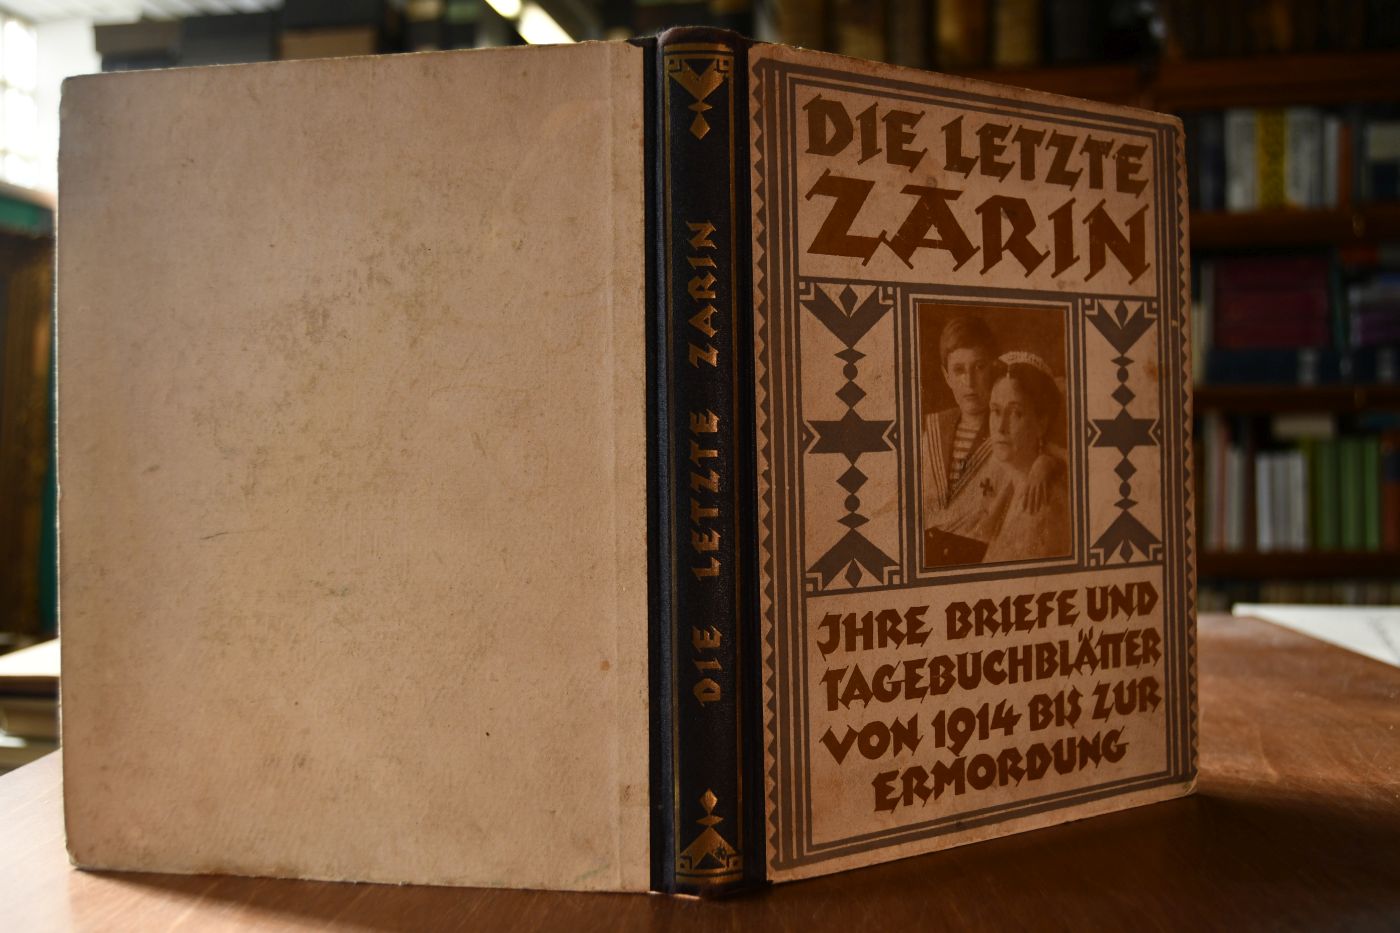 DIE LETZTE ZARIN
DIE LETZTE
ZARIN
JHRE BRIEFE UND
TAGEBUCHBLÄTTER
VON 1914 BIS ZUR
ERMORDUNG